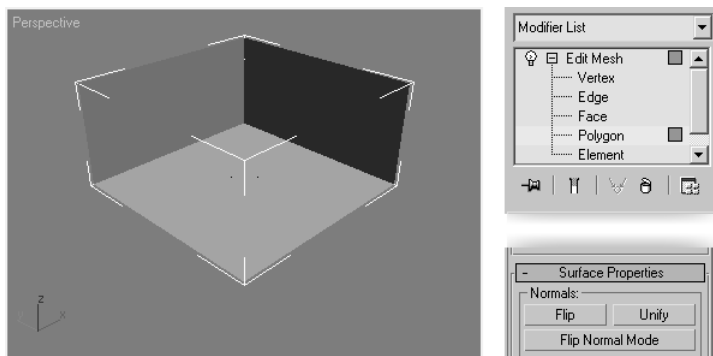 Perspective
z
y x
Modifier List
Edit Mesh
Vertex
Edge
Face
Polygon
Element
- Surface Properties
Normals:
Flip Unify
Flip Normal Mode